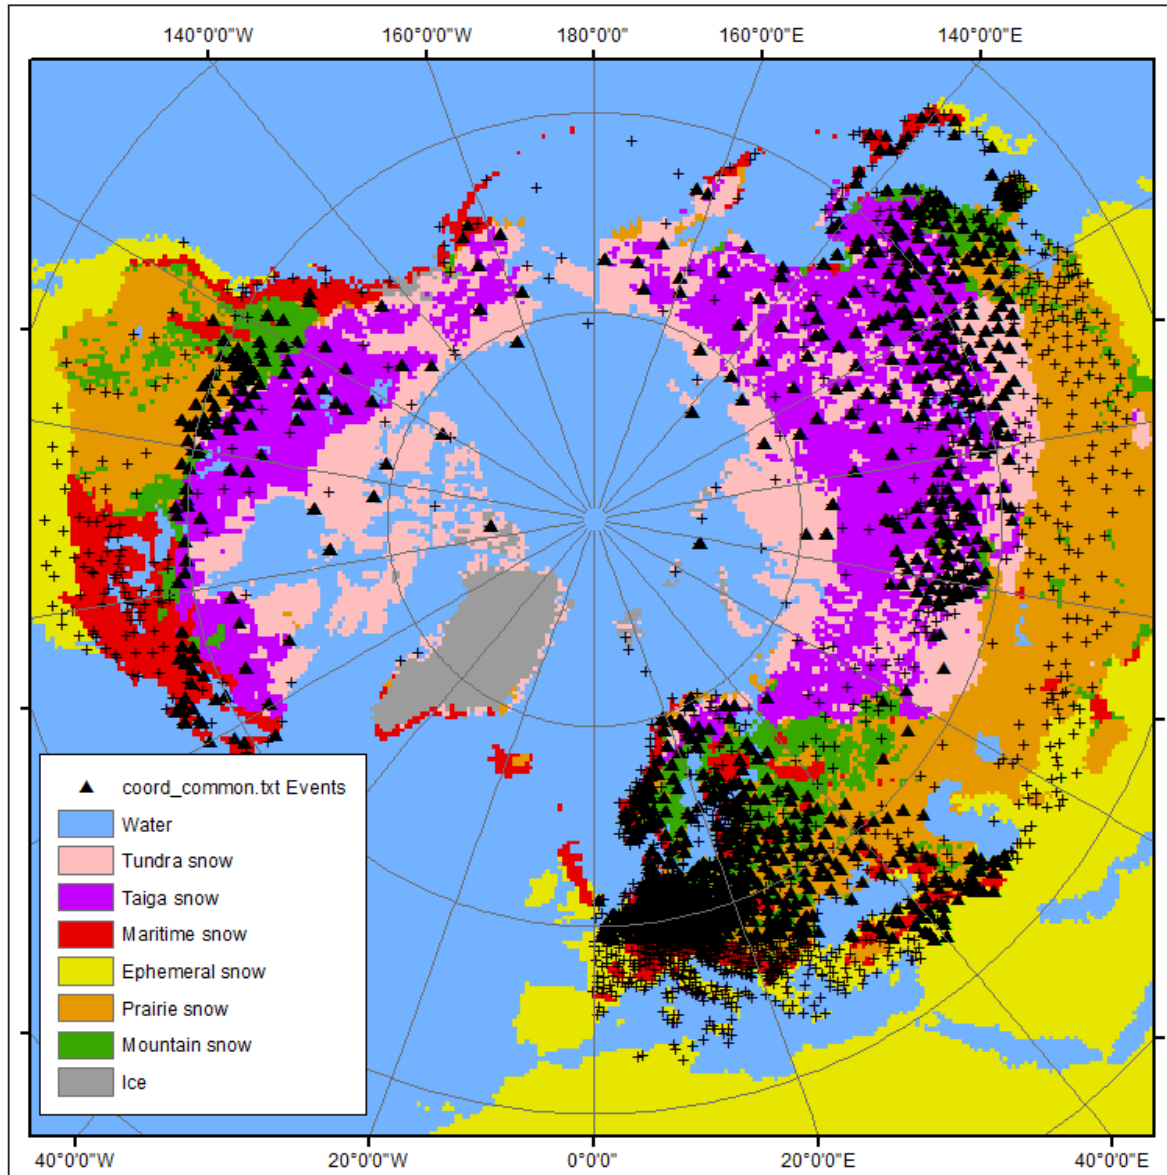 140°0'0"W 160°0'0"W 180°0'0" 160°0'0"E 140°0'0"E
coord_common.txt Events
Water
Tundra snow
Taiga snow
Maritime snow
Ephemeral snow
Prairie snow
Mountain snow
Ice
40°0'0"W 20°0'0"W 0°0'0" 20°0'0"E 40°0'0"E